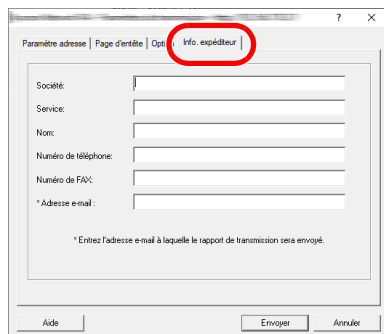 Paramètre adresse Page d'entête Info. expéditeur
Société:
Service:
Nom:
Numéro de téléphone:
Numéro de FAX:
* Adresse e-mail :
* Entrez l'adresse e-mail à laquelle le rapport de transmission sera envoyé.
Aide Envoyer Annuler